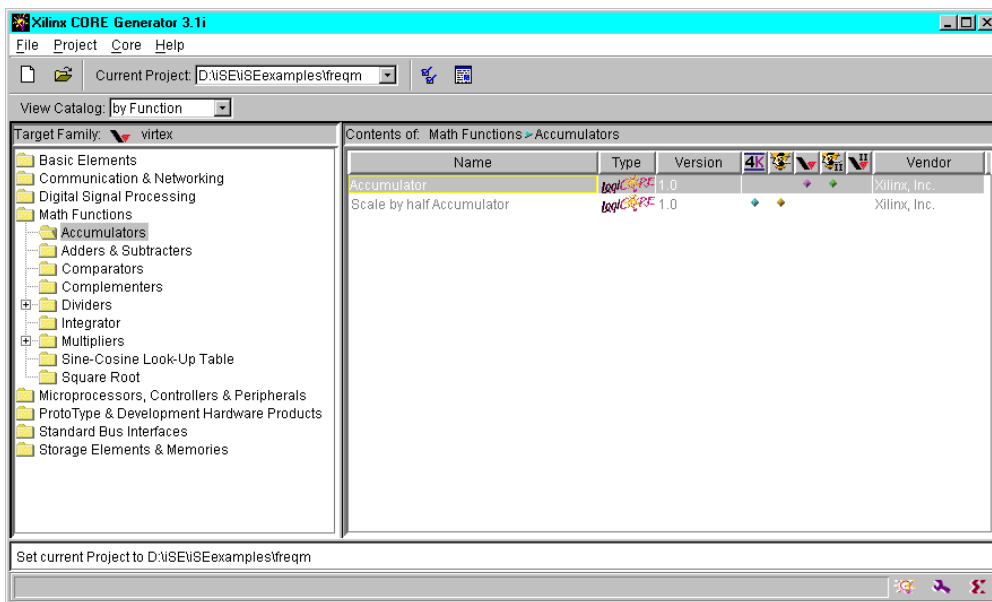 Xilinx CORE Generator 3.1i
File Project Core Help
Current Project: D:\ISE\ISEexamples\freqm
View Catalog: by Function
Target Family: virtex
Contents of: Math Functions > Accumulators
Basic Elements
Communication & Networking
Digital Signal Processing
Math Functions
Accumulators
Adders & Subtracters
Comparators
Complementers
Dividers
Integrator
Multipliers
Sine-Cosine Look-Up Table
Square Root
Microprocessors, Controllers & Peripherals
ProtoType & Development Hardware Products
Standard Bus Interfaces
Storage Elements & Memories
Name Type Version 4K II II Vendor
Accumulator LogiCORE 1.0 Xilinx, Inc.
Scale by half Accumulator LogiCORE 1.0 Xilinx, Inc.
Set current Project to D:\ISE\ISEexamples\freqm